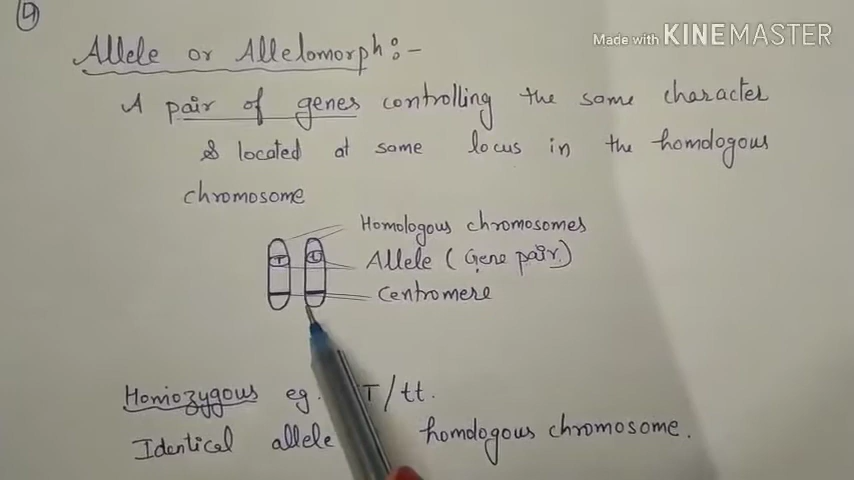 4
Made with KINEMASTER
Allele or Allelomorph :-
A pair of genes controlling the same character
& located at same locus in the homologous
chromosome
Homologous chromosomes
T t Allele (Gene pair)
Centromere
Homozygous eg. T/tt.
Identical allele homologous chromosome.